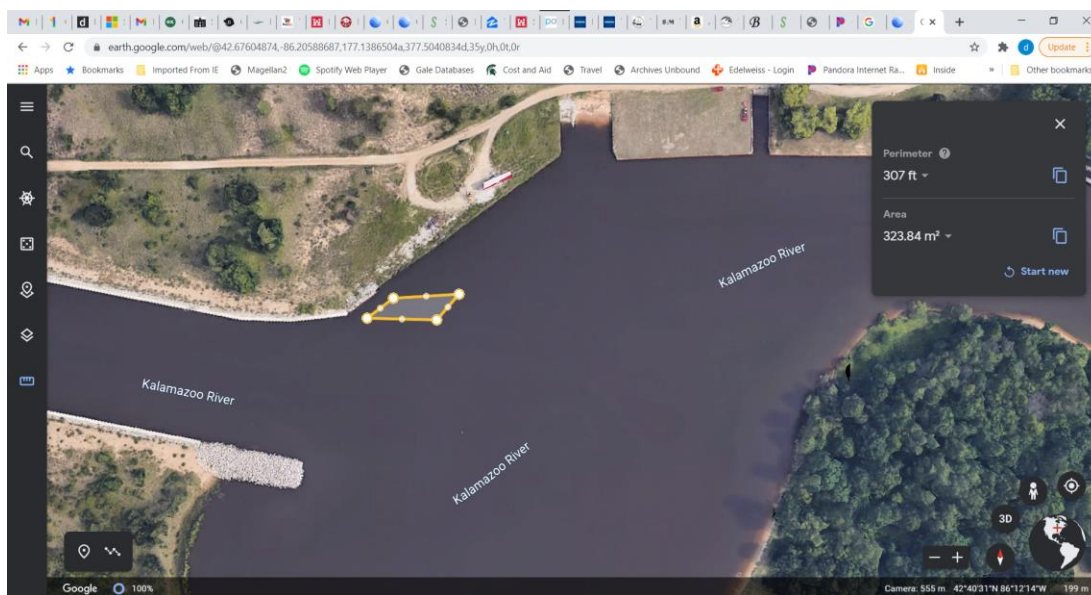 earth.google.com/web/@42.67604874,-86.20588687,177.1386504a,377.5040834d,35y,0h,0t,0r
Update
Apps Bookmarks Imported From IE Magellan2 Spotify Web Player Gale Databases Cost and Aid Travel Archives Unbound Edelweiss - Login Pandora Internet Ra... Inside » Other bookmarks
Perimeter
307 ft
Area
323.84 m²
Start new
Kalamazoo River
Kalamazoo River
Kalamazoo River
3D
Google 100% Camera: 555 m 42°40'31"N 86°12'14"W 199 m